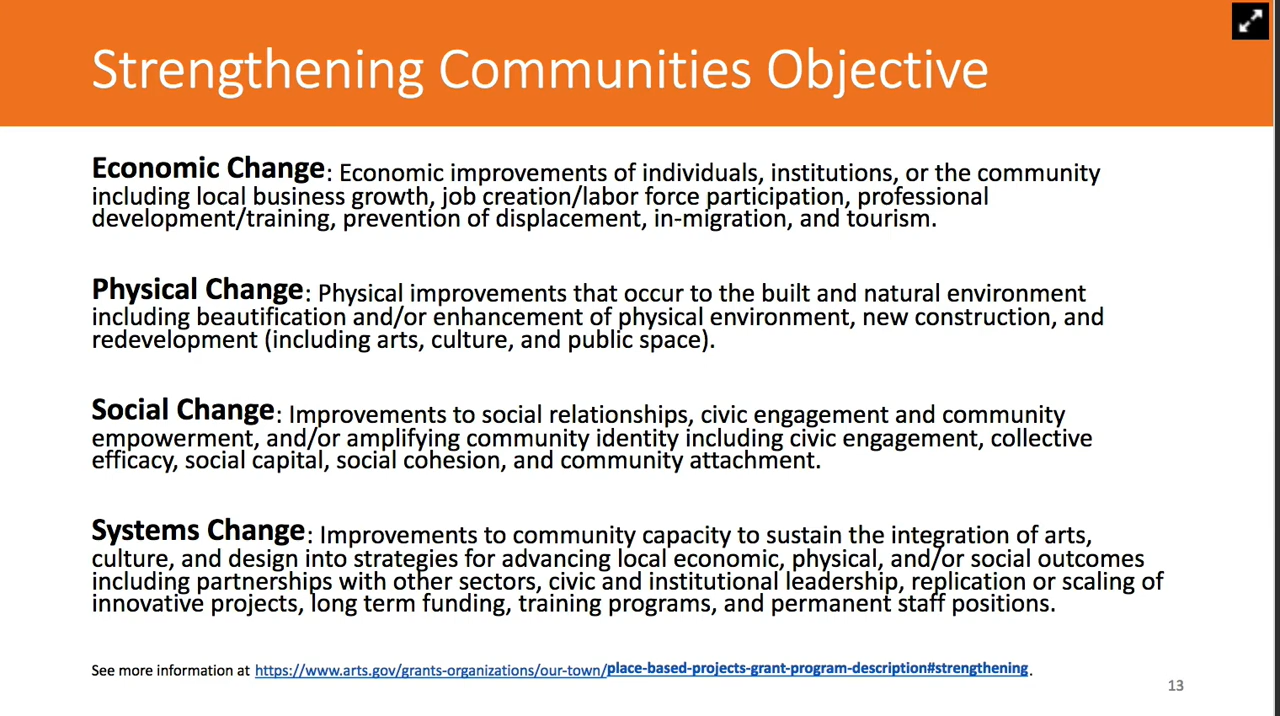 Strengthening Communities Objective
Economic Change: Economic improvements of individuals, institutions, or the community
including local business growth, job creation/labor force participation, professional
development/training, prevention of displacement, in-migration, and tourism.
Physical Change: Physical improvements that occur to the built and natural environment
including beautification and/or enhancement of physical environment, new construction, and
redevelopment (including arts, culture, and public space).
Social Change: Improvements to social relationships, civic engagement and community
empowerment, and/or amplifying community identity including civic engagement, collective
efficacy, social capital, social cohesion, and community attachment.
Systems Change: Improvements to community capacity to sustain the integration of arts,
culture, and design into strategies for advancing local economic, physical, and/or social outcomes
including partnerships with other sectors, civic and institutional leadership, replication or scaling of
innovative projects, long term funding, training programs, and permanent staff positions.
See more information at https://www.arts.gov/grants-organizations/our-town/place-based-projects-grant-program-description#strengthening.
13